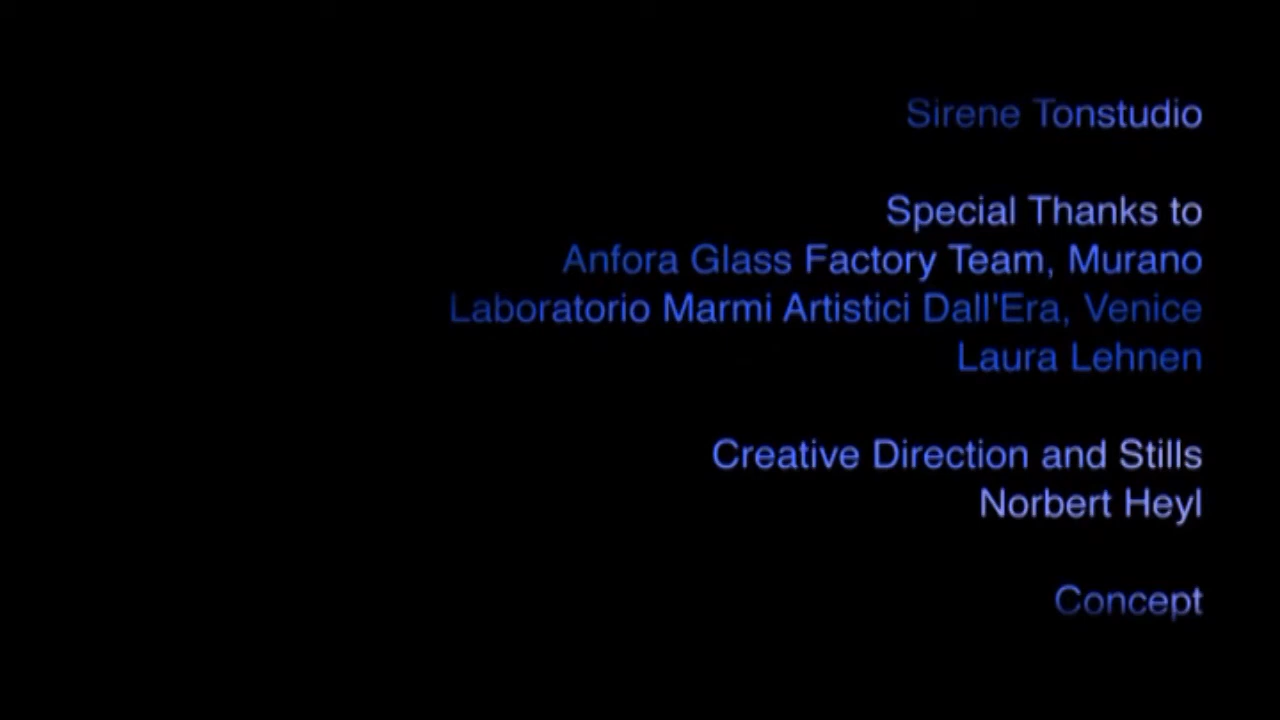 Sirene Tonstudio
Special Thanks to
Anfora Glass Factory Team, Murano
Laboratorio Marmi Artistici Dall'Era, Venice
Laura Lehnen
Creative Direction and Stills
Norbert Heyl
Concept